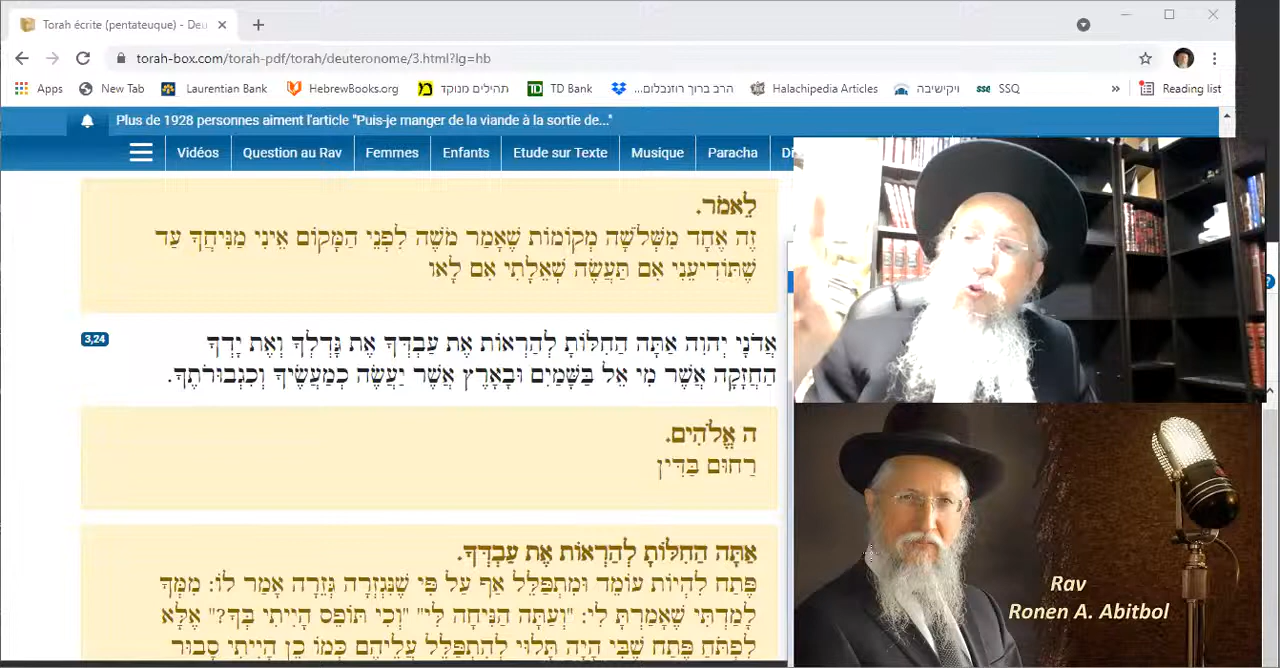 Torah écrite (pentateuque) - Deu
torah-box.com/torah-pdf/torah/deuteronome/3.html?lg=hb
Apps New Tab Laurentian Bank HebrewBooks.org תהילים מנוקד TD Bank הרב ברוך רוזנבלום... Halachipedia Articles ויקישיבה SSQ Reading list
Plus de 1928 personnes aiment l'article "Puis-je manger de la viande à la sortie de..."
Vidéos Question au Rav Femmes Enfants Etude sur Texte Musique Paracha Di
לֵאמֹר.
זֶה אֶחָד מִשְּׁלֹשָׁה מְקוֹמוֹת שֶׁאָמַר מֹשֶׁה לִפְנֵי הַמָּקוֹם אֵינִי מַנִּיחֲךָ עַד
שֶׁתּוֹדִיעֵנִי אִם תַּעֲשֶׂה שְׁאֵלָתִי אִם לָאו
3,24
אֲדֹנָי יְהוִה אַתָּה הַחִלּוֹתָ לְהַרְאוֹת אֶת עַבְדְּךָ אֶת גָּדְלְךָ וְאֶת יָדְךָ
הַחֲזָקָה אֲשֶׁר מִי אֵל בַּשָּׁמַיִם וּבָאָרֶץ אֲשֶׁר יַעֲשֶׂה כְמַעֲשֶׂיךָ וְכִגְבוּרֹתֶךָ.
ה אֱלֹהִים.
רַחוּם בַּדִּין
אַתָּה הַחִלּוֹתָ לְהַרְאוֹת אֶת עַבְדְּךָ.
פֶּתַח לִהְיוֹת עוֹמֵד וּמִתְפַּלֵּל אַף עַל פִּי שֶׁנִּגְזְרָה גְּזֵרָה אָמַר לוֹ: מִמְּךָ
לָמַדְתִּי שֶׁאָמַרְתָּ לִי: "וְעַתָּה הַנִּיחָה לִּי" "וְכִי תּוֹפֵס הָיִיתִי בְּךָ?" אֶלָּא
לִפְתֹּחַ פֶּתַח שֶׁבִּי הָיָה תָּלוּי לְהִתְפַּלֵּל עֲלֵיהֶם כְּמוֹ כֵן הָיִיתִי סָבוּר
Rav
Ronen A. Abitbol